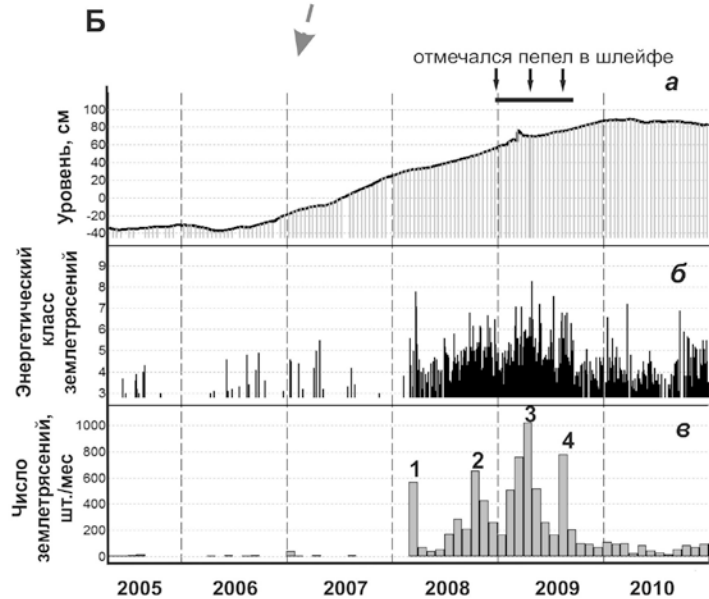 Б
отмечался пепел в шлейфе
а
Уровень, см
100
80
60
40
20
0
-20
-40
б
Энергетический
класс
землетрясений
9
8
7
6
5
4
3
в
Число
землетрясений,
шт./мес
1000
800
600
400
200
0
1
2
3
4
2005 2006 2007 2008 2009 2010